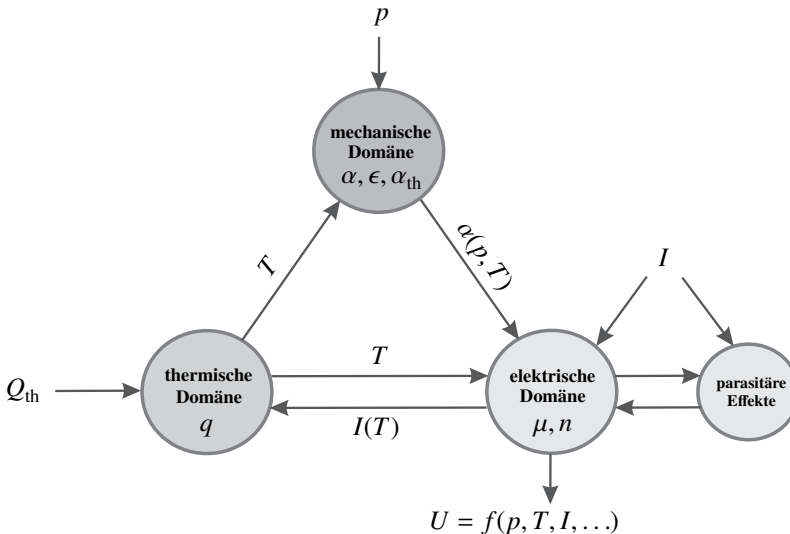 p
mechanische
Domäne
α, ϵ, α_th
T
α(p, T)
I
Q_th
thermische
Domäne
q
T
I(T)
elektrische
Domäne
μ, n
parasitäre
Effekte
U = f(p, T, I, . . .)